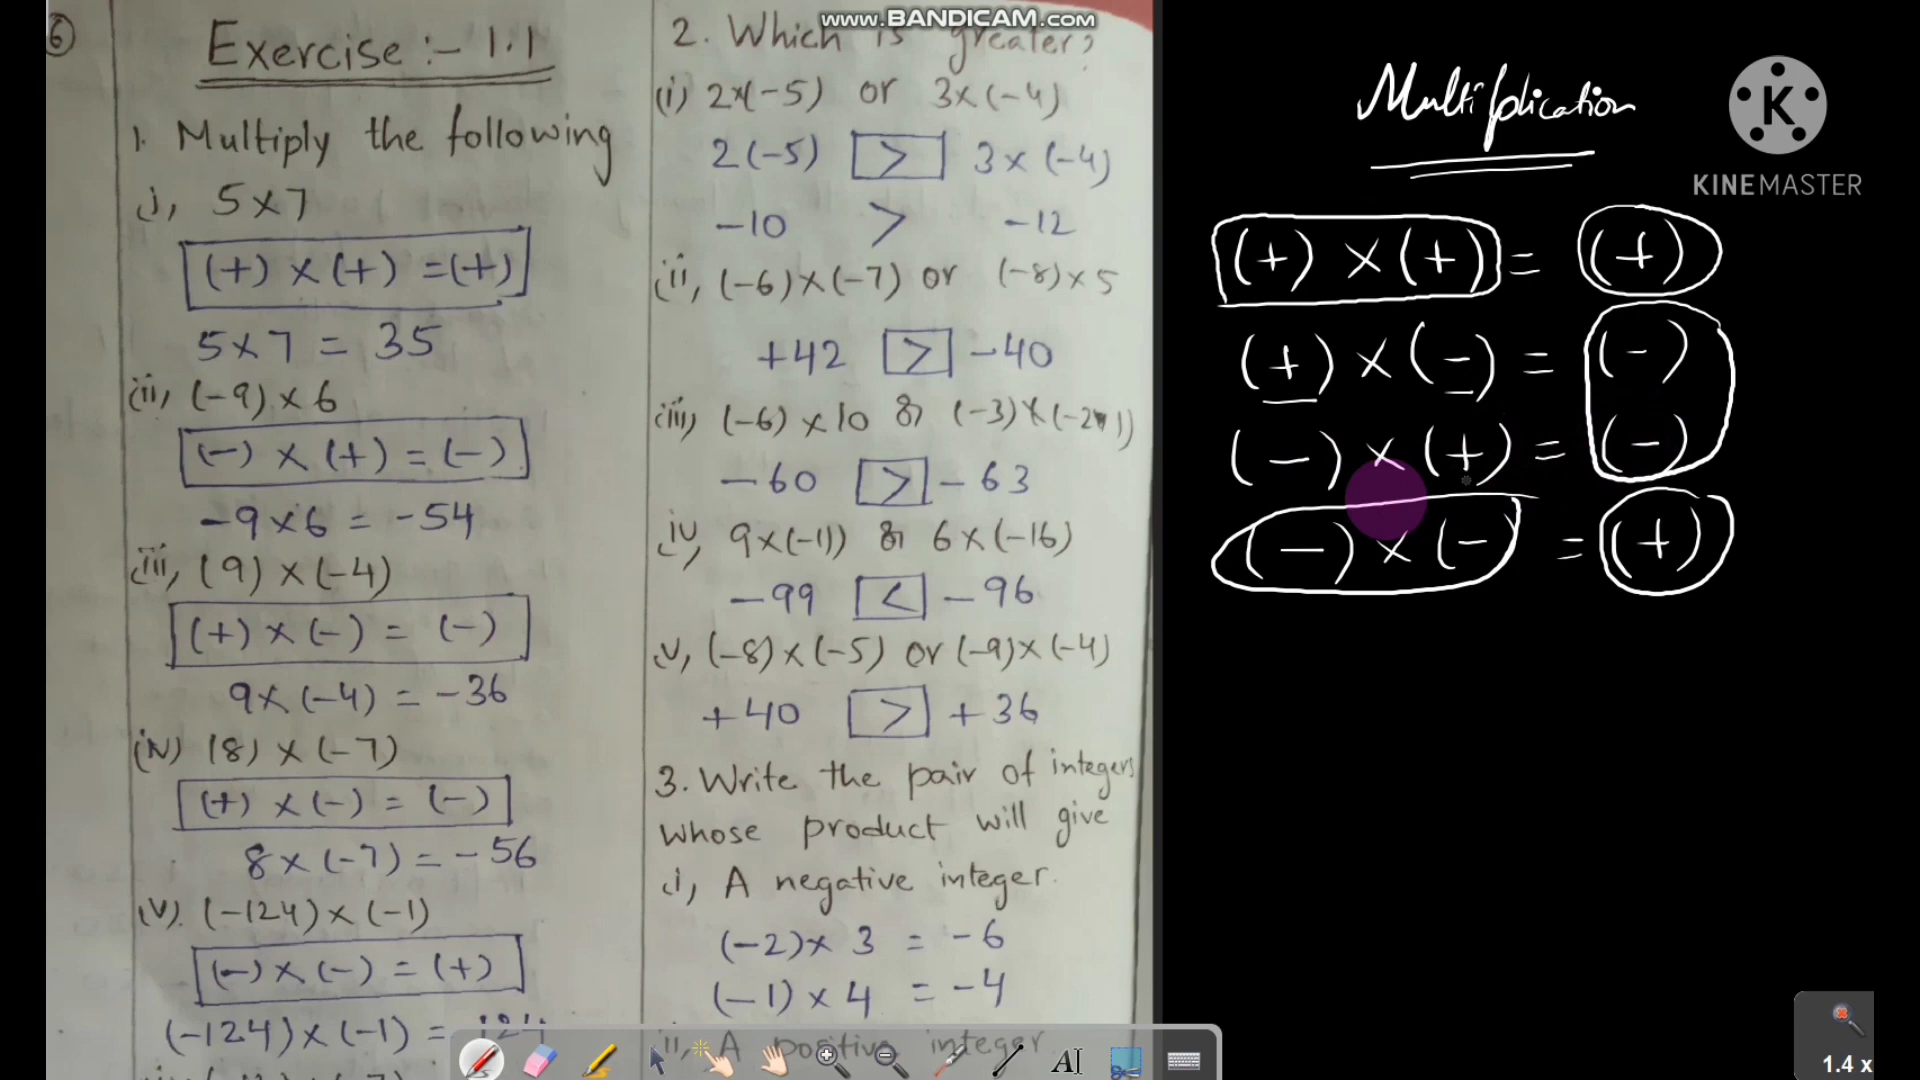 www.BANDICAM.com
6
Exercise :- 1.1
1. Multiply the following
i, 5×7
(+) × (+) = (+)
5×7 = 35
(ii, (-9) × 6
(-) × (+) = (-)
-9×6 = -54
(iii, (9) × (-4)
(+) × (-) = (-)
9×(-4) = -36
(iv) (8) × (-7)
(+) × (-) = (-)
8×(-7) = -56
(v). (-124) × (-1)
(-) × (-) = (+)
(-124) × (-1) = 124
2. Which is greater?
(i) 2×(-5) or 3×(-4)
2(-5) > 3×(-4)
-10 > -12
(ii, (-6)×(-7) or (-8)×5
+42 > -40
(iii) (-6) × 10 or (-3)×(-21)
-60 > -63
iv, 9×(-11) or 6×(-16)
-99 < -96
v, (-8)×(-5) or (-9)×(-4)
+40 > +36
3. Write the pair of integers
whose product will give
i, A negative integer.
(-2)× 3 = -6
(-1) × 4 = -4
ii, A positive integer.
Multiplication
K
KINEMASTER
(+) × (+) = (+)
(+) × (-) = (-)
(-) × (+) = (-)
(-) × (-) = (+)
AI
1.4 x